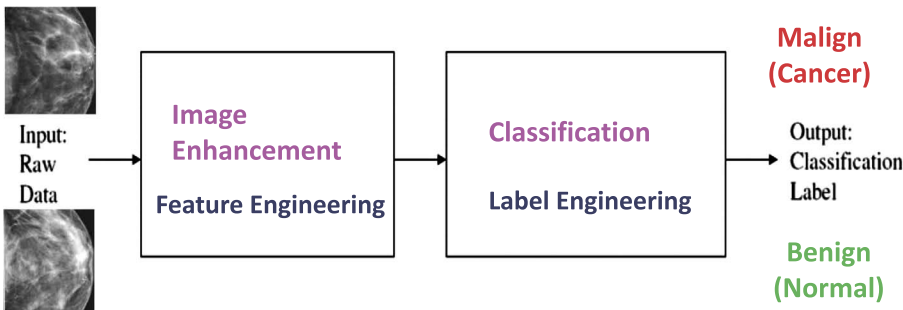 Input:
Raw
Data
Image
Enhancement
Feature Engineering
Classification
Label Engineering
Malign
(Cancer)
Output:
Classification
Label
Benign
(Normal)